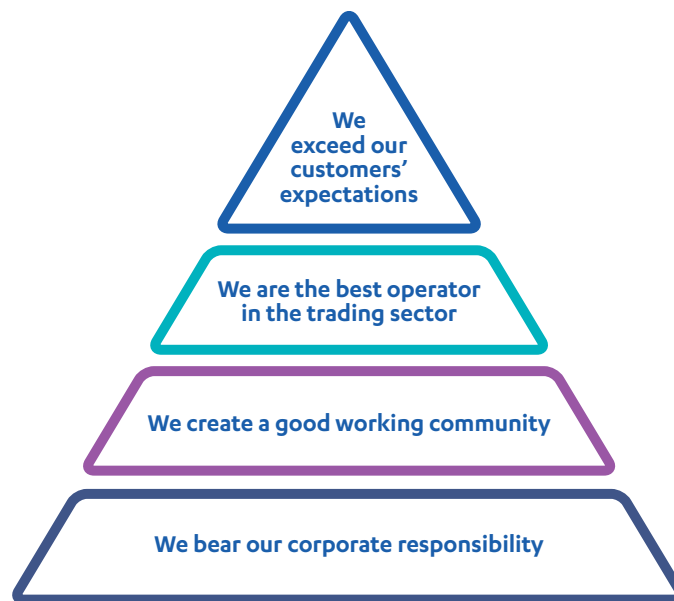 We
exceed our
customers’
expectations
We are the best operator
in the trading sector
We create a good working community
We bear our corporate responsibility